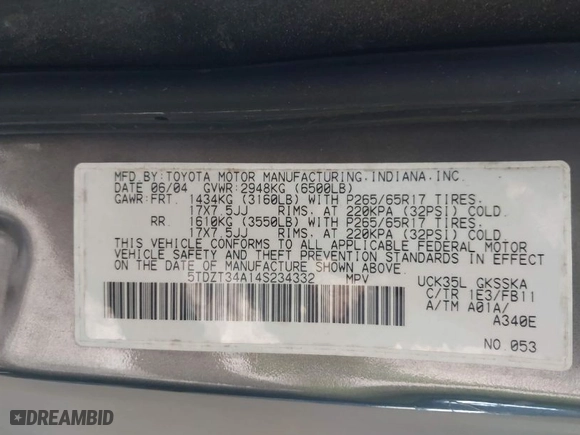 MFD.BY:TOYOTA MOTOR MANUFACTURING.INDIANA.INC.
DATE 06/04 GVWR:2948KG (6500LB)
GAWR:FRT. 1434KG (3160LB) WITH P265/65R17 TIRES.
17X7.5JJ RIMS. AT 220KPA (32PSI) COLD.
RR. 1610KG (3550LB) WITH P265/65R17 TIRES.
17X7.5JJ RIMS. AT 220KPA (32PSI) COLD
THIS VEHICLE CONFORMS TO ALL APPLICABLE FEDERAL MOTOR
VEHICLE SAFETY AND THEFT PREVENTION STANDARDS IN EFFECT
ON THE DATE OF MANUFACTURE SHOWN ABOVE.
5TDZT34A14S234332 MPV
UCK35L GKSSKA
C/TR 1E3/FB11
A/TM A01A/
A340E
NO.053
DREAMBID